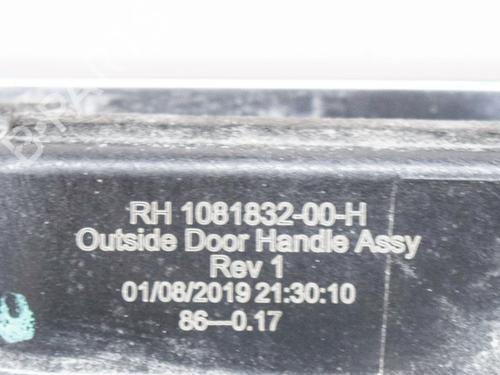 RH 1081832-00-H
Outside Door Handle Assy
Rev 1
01/08/2019 21:30:10
86—0.17